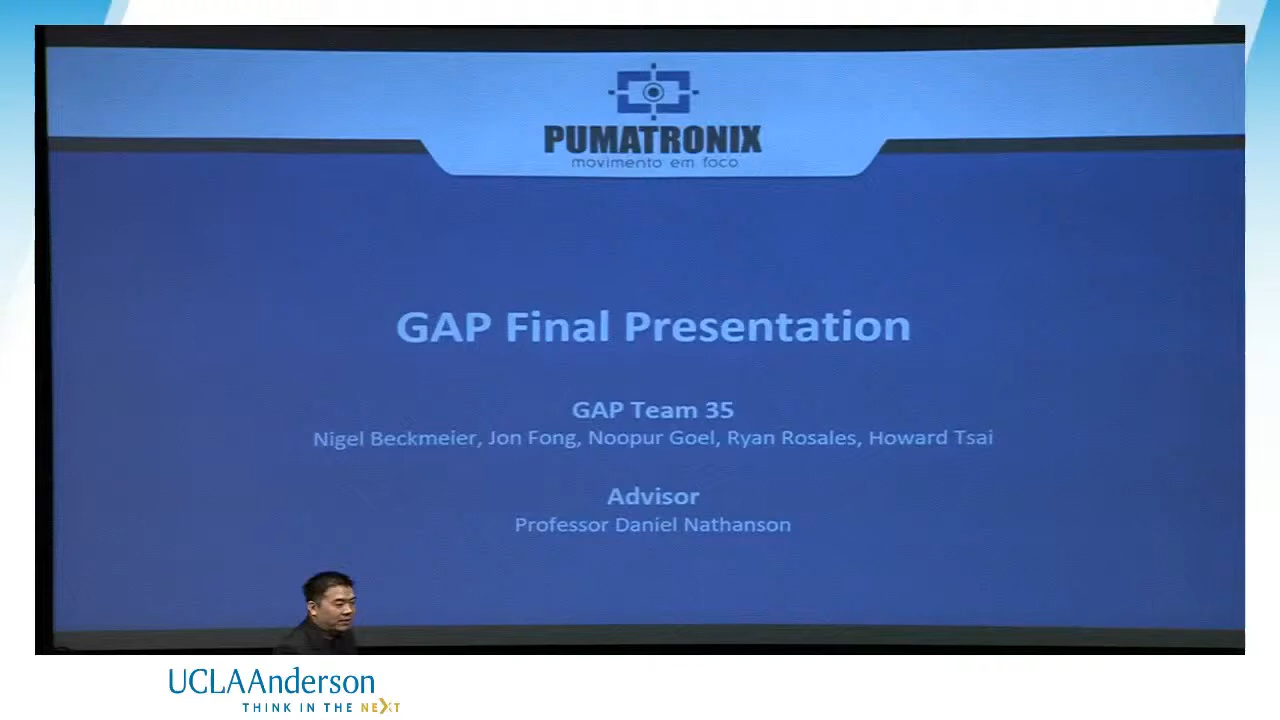 PUMATRONIX
movimento em foco
GAP Final Presentation
GAP Team 35
Nigel Beckmeier, Jon Fong, Noopur Goel, Ryan Rosales, Howard Tsai
Advisor
Professor Daniel Nathanson
UCLAAnderson
THINK IN THE NEXT